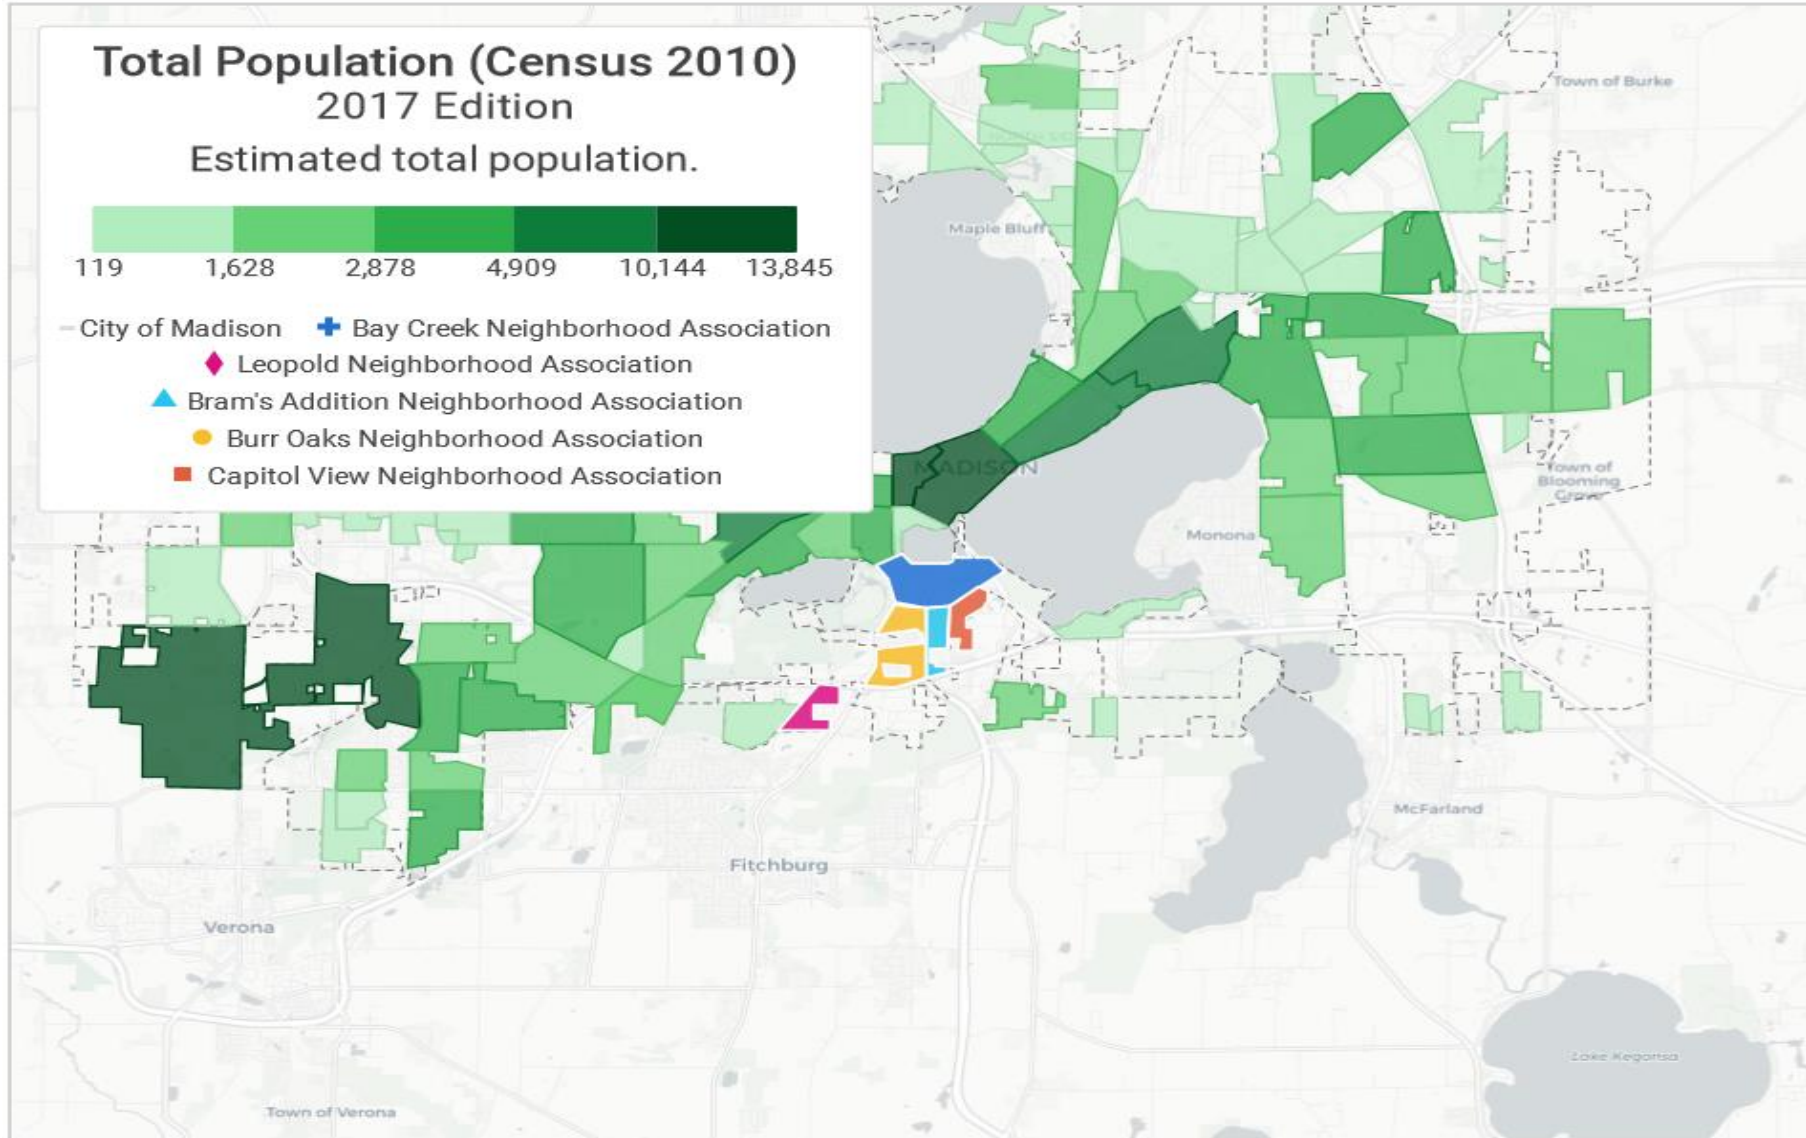 Total Population (Census 2010)
2017 Edition
Estimated total population.
119 1,628 2,878 4,909 10,144 13,845
City of Madison Bay Creek Neighborhood Association
Leopold Neighborhood Association
Bram's Addition Neighborhood Association
Burr Oaks Neighborhood Association
Capitol View Neighborhood Association
Town of Burke
Maple Bluff
MADISON
Town of
Blooming
Grove
Monona
McFarland
Fitchburg
Verona
Lake Kegonsa
Town of Verona